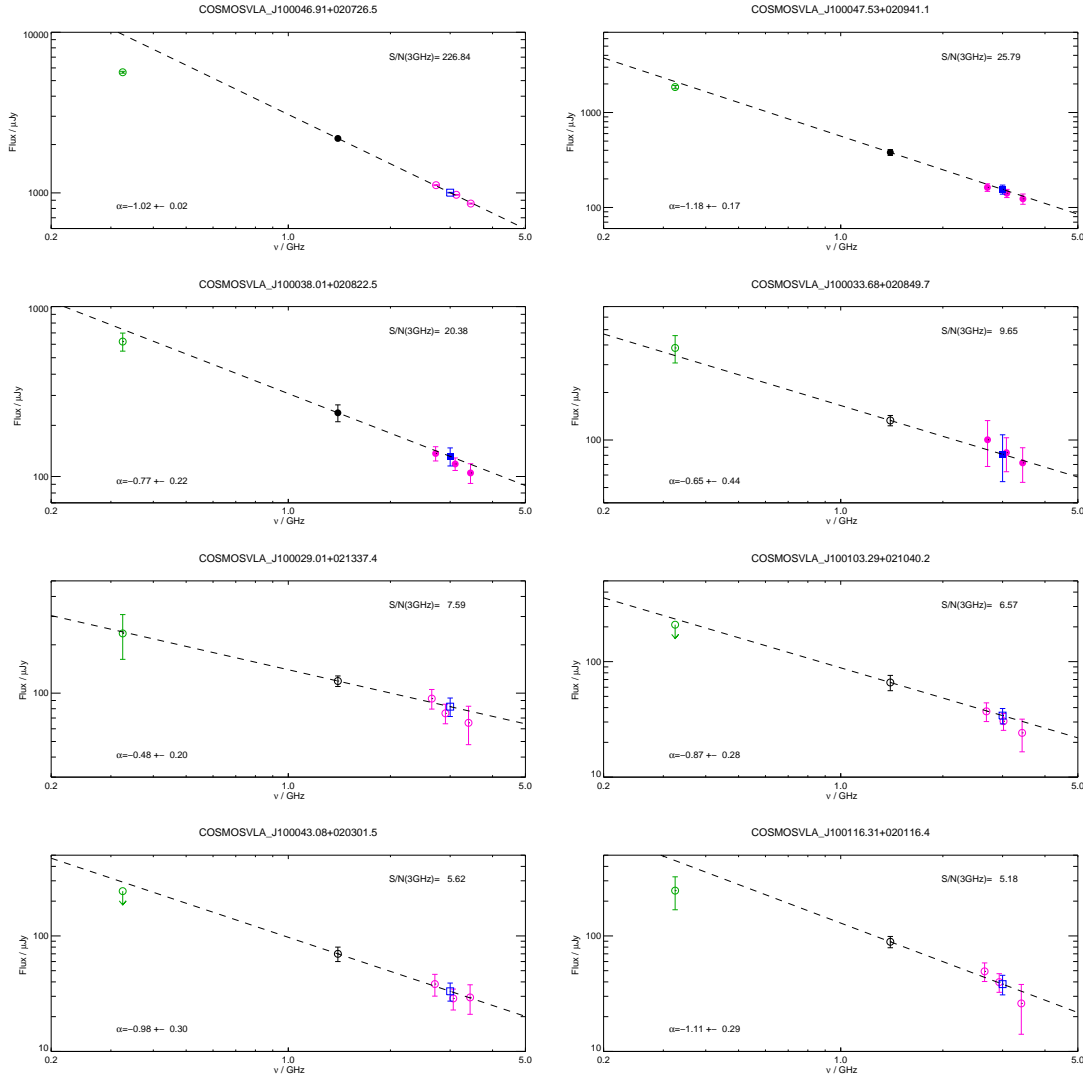 COSMOSVLA_J100046.91+020726.5
10000
1000
Flux / μJy
S/N(3GHz)= 226.84
α=−1.02 +− 0.02
0.2
1.0
5.0
ν / GHz
COSMOSVLA_J100047.53+020941.1
1000
100
Flux / μJy
S/N(3GHz)= 25.79
α=−1.18 +− 0.17
0.2
1.0
5.0
ν / GHz
COSMOSVLA_J100038.01+020822.5
1000
100
Flux / μJy
S/N(3GHz)= 20.38
α=−0.77 +− 0.22
0.2
1.0
5.0
ν / GHz
COSMOSVLA_J100033.68+020849.7
100
Flux / μJy
S/N(3GHz)= 9.65
α=−0.65 +− 0.44
0.2
1.0
5.0
ν / GHz
COSMOSVLA_J100029.01+021337.4
100
Flux / μJy
S/N(3GHz)= 7.59
α=−0.48 +− 0.20
0.2
1.0
5.0
ν / GHz
COSMOSVLA_J100103.29+021040.2
100
10
Flux / μJy
S/N(3GHz)= 6.57
α=−0.87 +− 0.28
0.2
1.0
5.0
ν / GHz
COSMOSVLA_J100043.08+020301.5
100
10
Flux / μJy
S/N(3GHz)= 5.62
α=−0.98 +− 0.30
0.2
1.0
5.0
ν / GHz
COSMOSVLA_J100116.31+020116.4
100
10
Flux / μJy
S/N(3GHz)= 5.18
α=−1.11 +− 0.29
0.2
1.0
5.0
ν / GHz